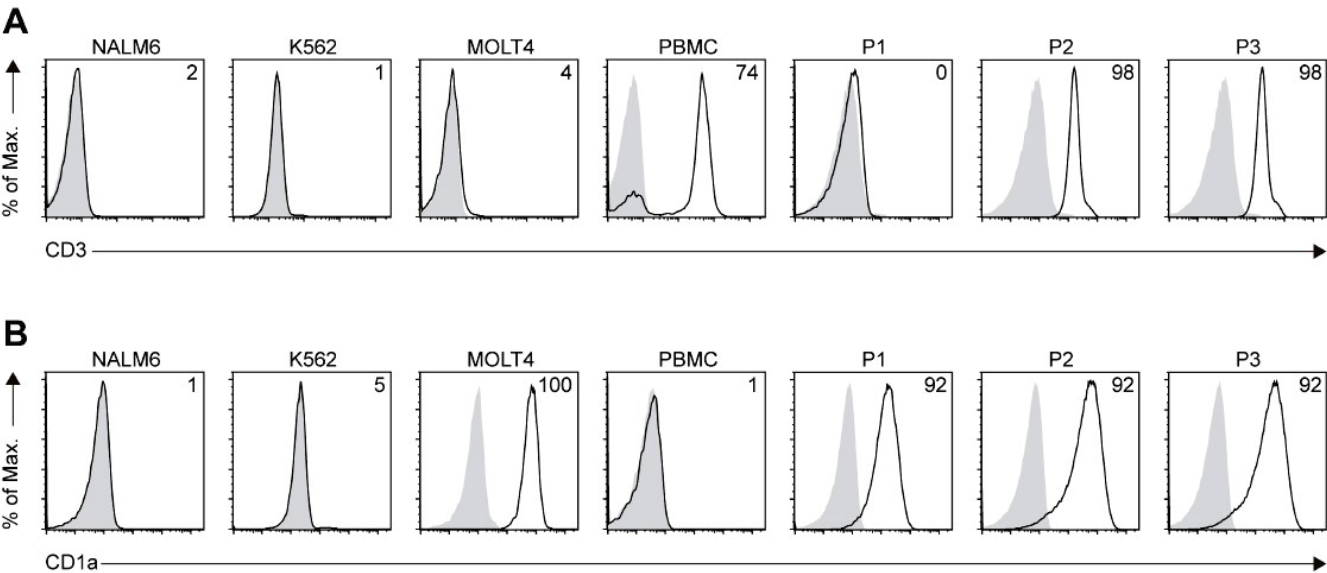 A
NALM6 K562 MOLT4 PBMC P1 P2 P3
2 1 4 74 0 98 98
% of Max.
CD3
B
NALM6 K562 MOLT4 PBMC P1 P2 P3
1 5 100 1 92 92 92
% of Max.
CD1a